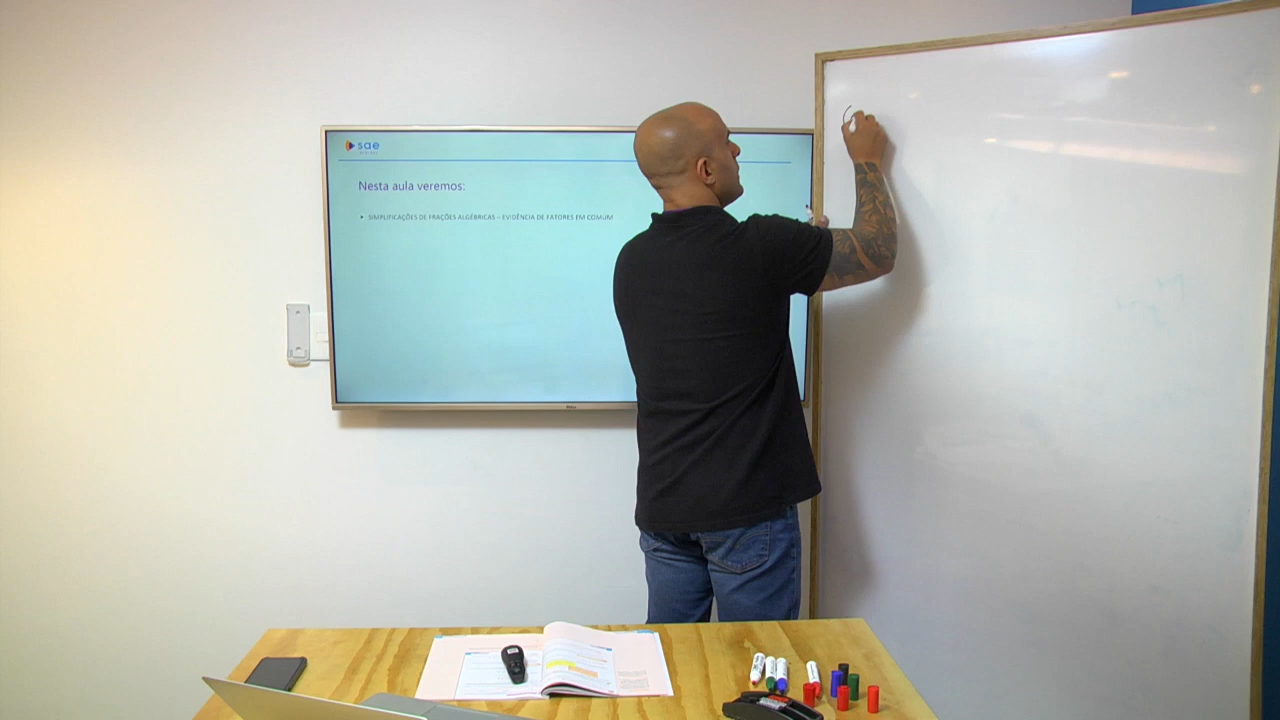 sae
Nesta aula veremos:
SIMPLIFICAÇÕES DE FRAÇÕES ALGÉBRICAS – EVIDÊNCIA DE FATORES EM COMUM